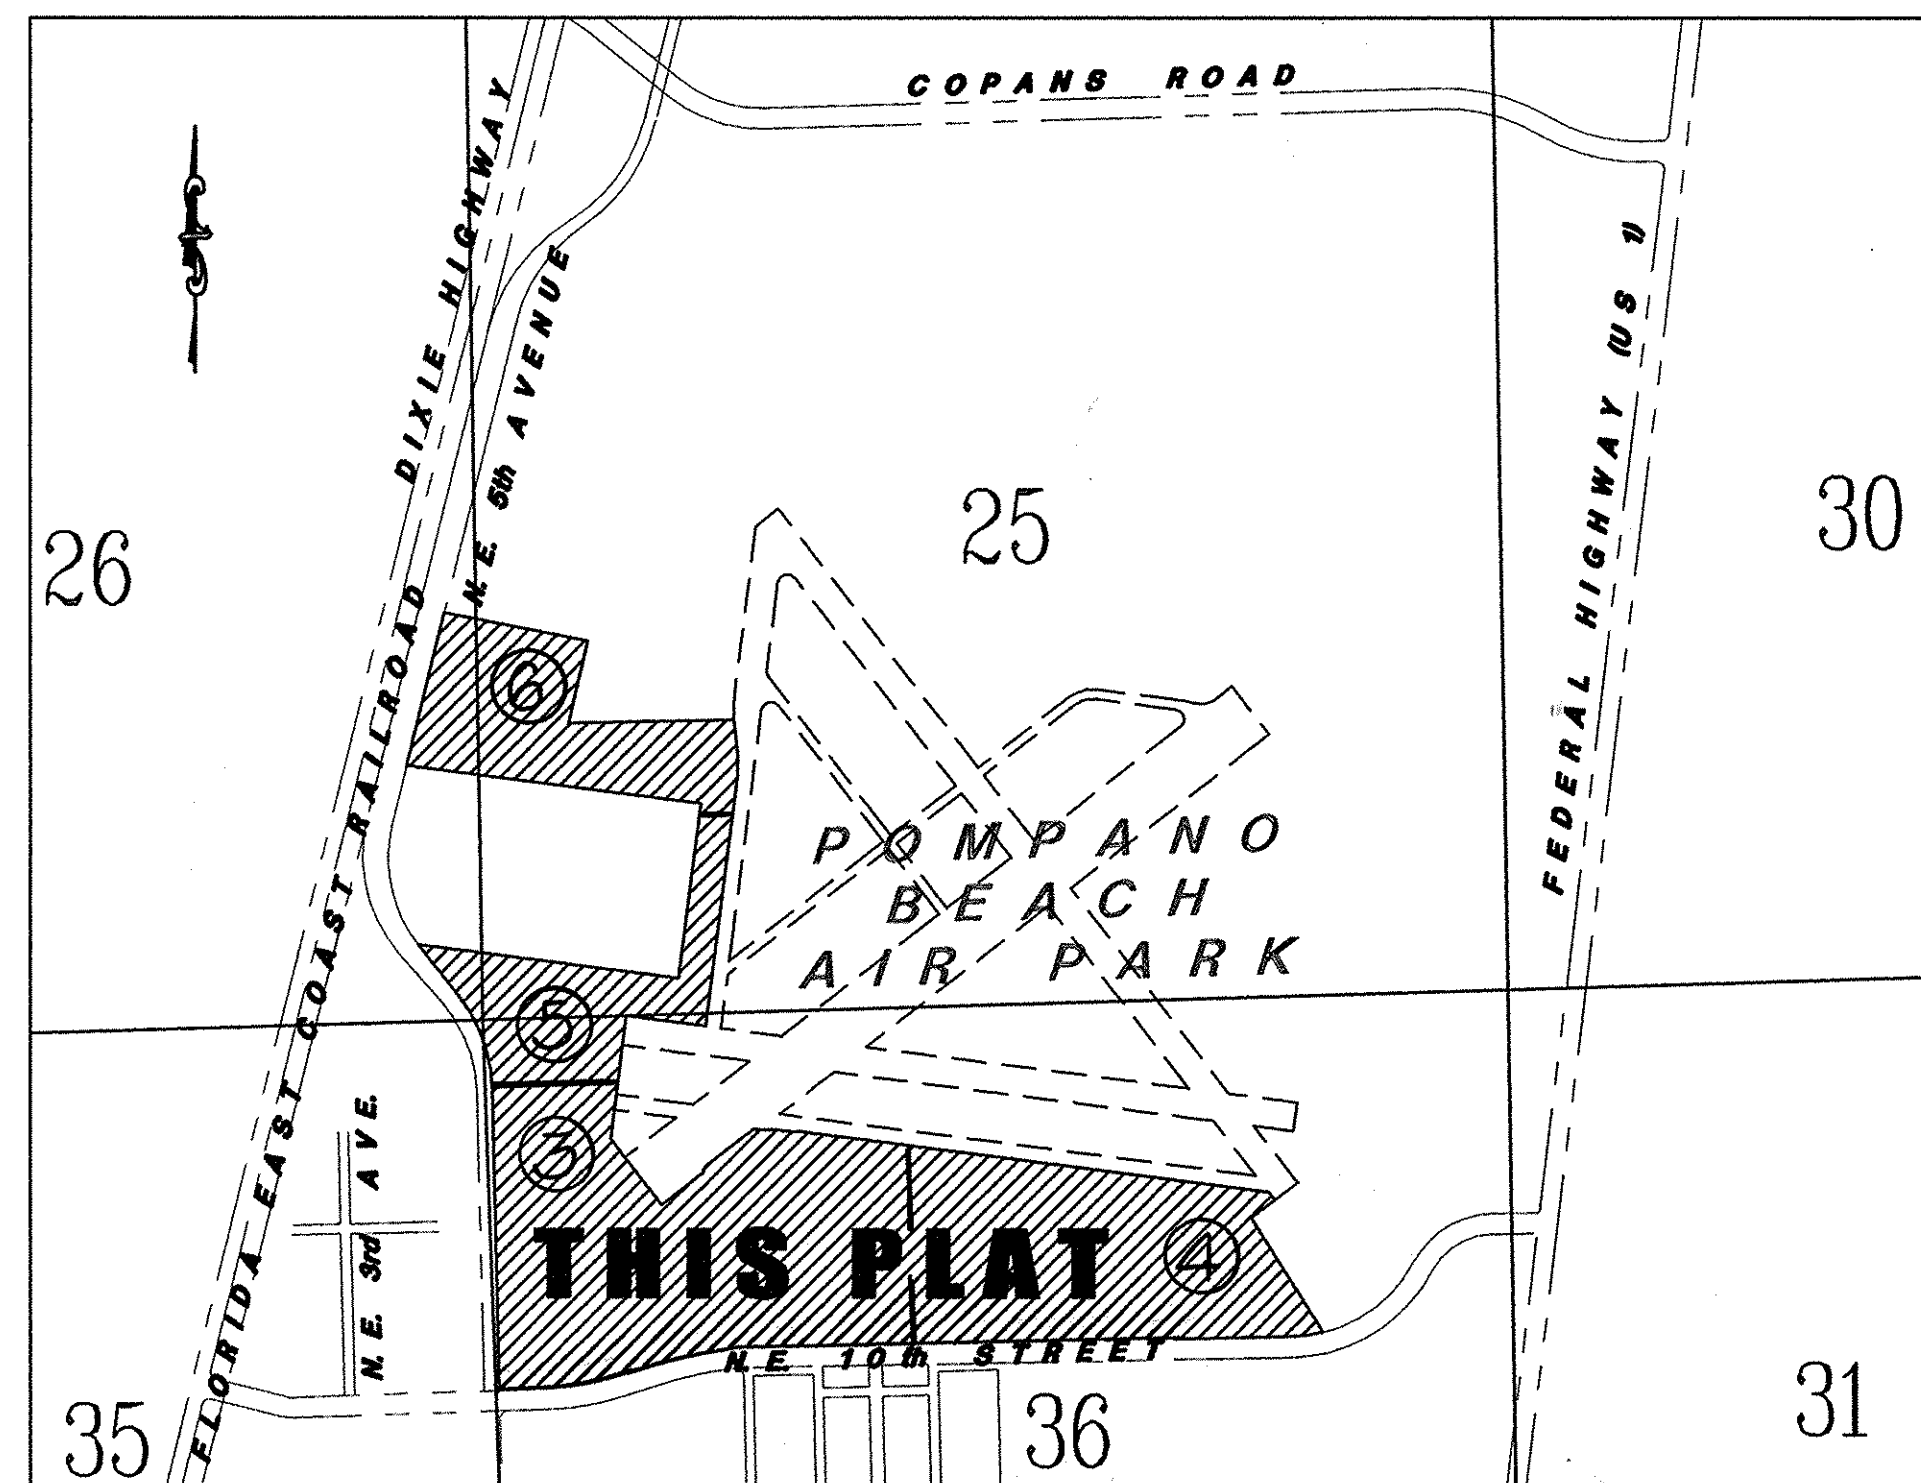 COPANS ROAD
DIXIE HIGHWAY
N.E. 5th AVENUE
FEDERAL HIGHWAY (US 1)
26
25
30
6
FLORIDA EAST COAST RAILROAD
POMPANO
BEACH
AIR PARK
5
3
N.E. 3rd AVE.
THIS PLAT
4
N.E. 10th STREET
35
36
31